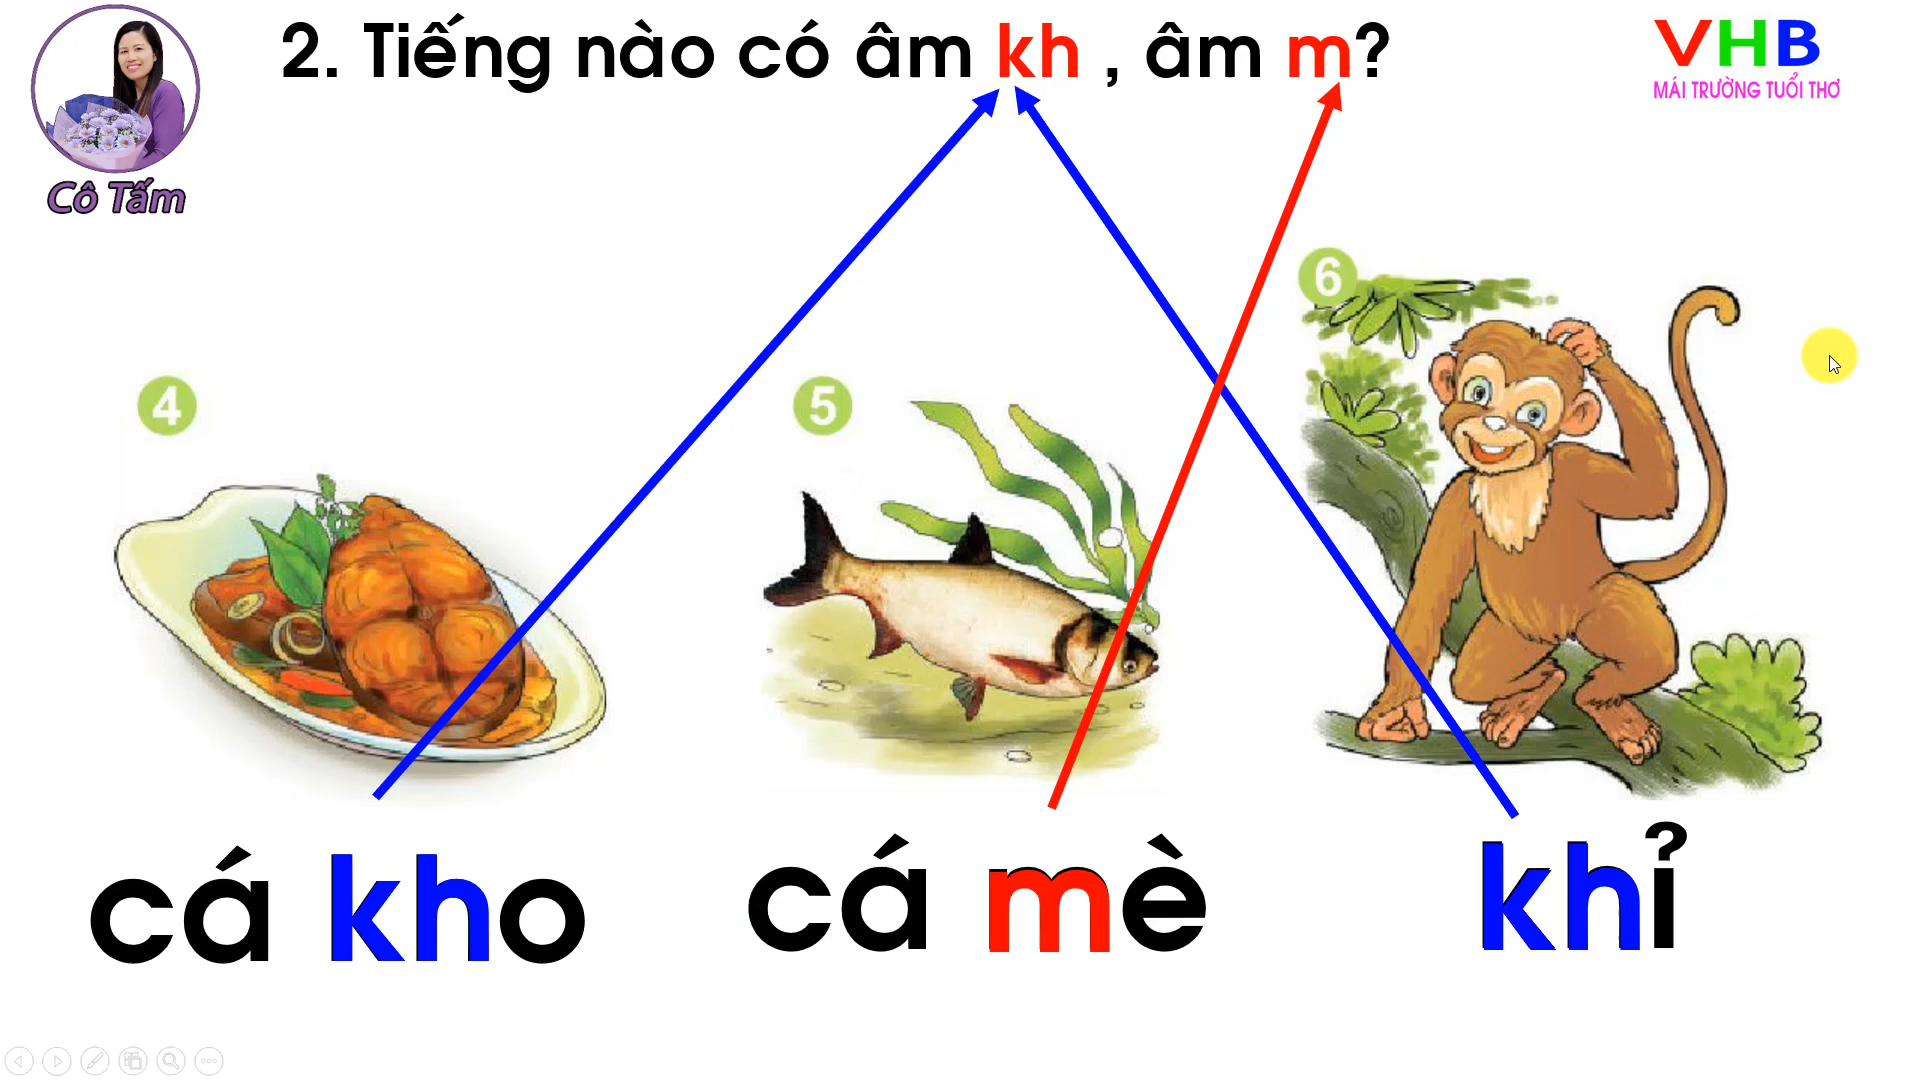 2. Tiếng nào có âm kh , âm m?
VHB
MÁI TRƯỜNG TUỔI THƠ
Cô Tấm
4
5
6
cá kho
cá mè
khỉ